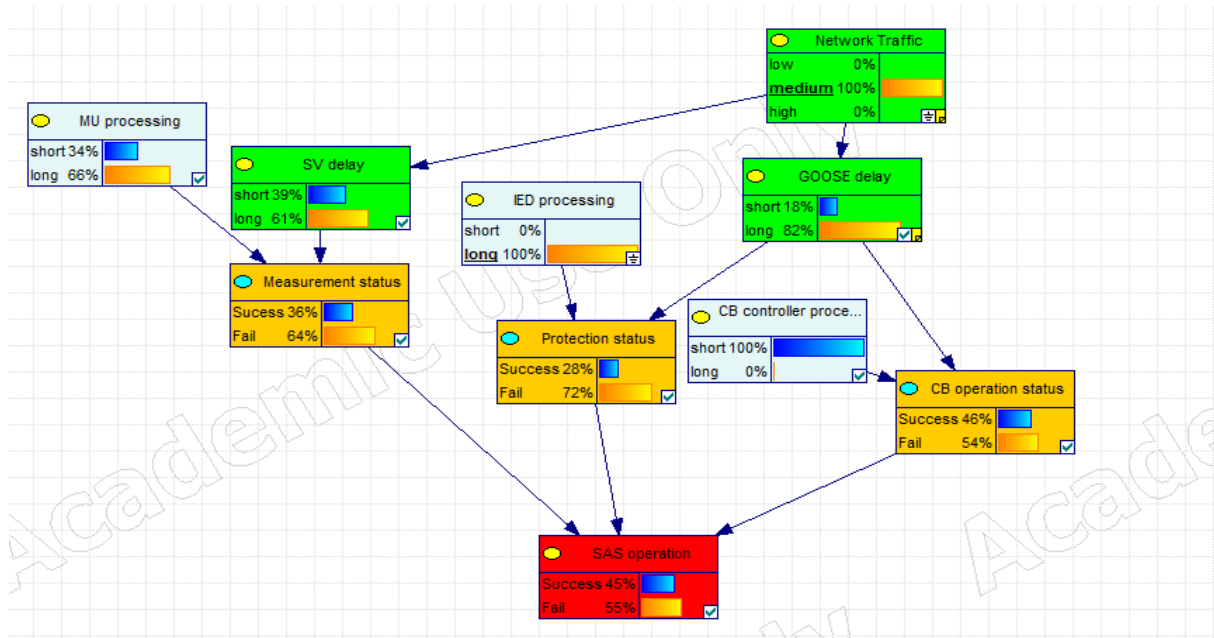 Network Traffic
low 0%
medium 100%
high 0%
MU processing
short 34%
long 66%
SV delay
short 39%
long 61%
IED processing
short 0%
long 100%
GOOSE delay
short 18%
long 82%
Measurement status
Sucess 36%
Fail 64%
Protection status
Success 28%
Fail 72%
CB controller proce...
short 100%
long 0%
CB operation status
Success 46%
Fail 54%
SAS operation
Success 45%
Fail 55%
Academic Use Only
Acade
only